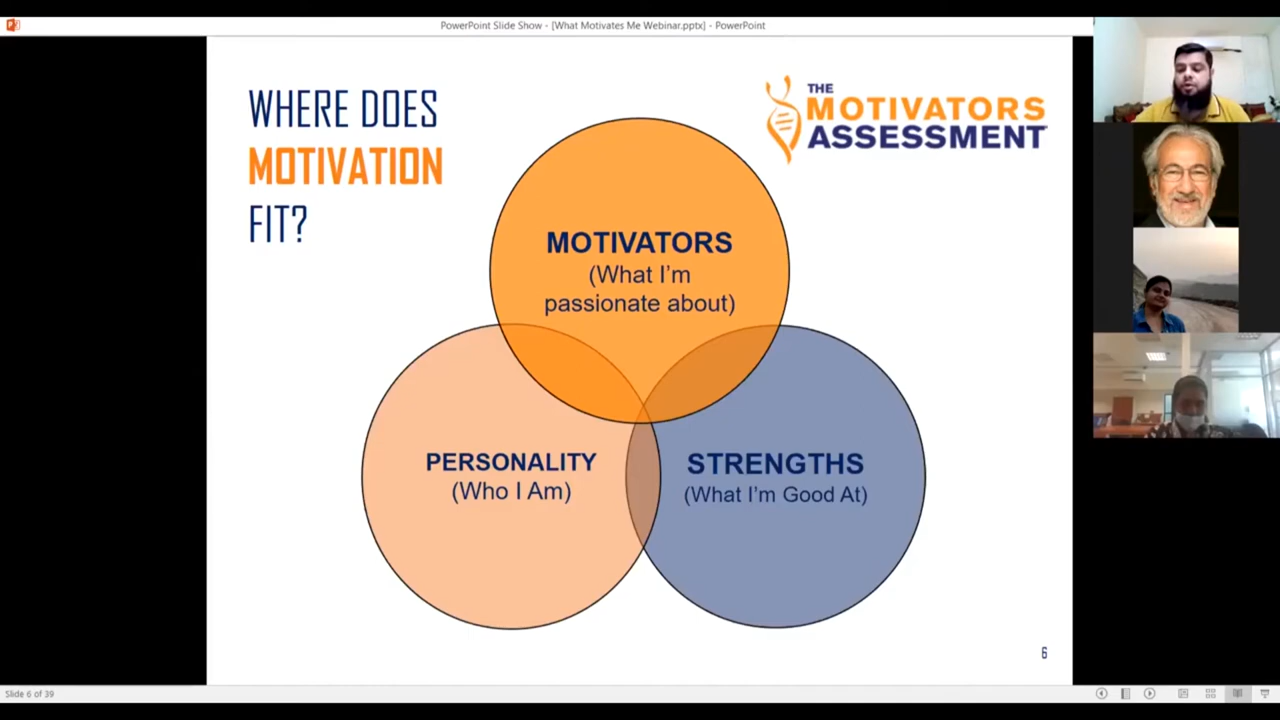 PowerPoint Slide Show - [What Motivates Me Webinar.pptx] - PowerPoint
WHERE DOES
MOTIVATION
FIT?
THE
MOTIVATORS
ASSESSMENT
MOTIVATORS
(What I'm
passionate about)
PERSONALITY
(Who I Am)
STRENGTHS
(What I'm Good At)
6
Slide 6 of 39